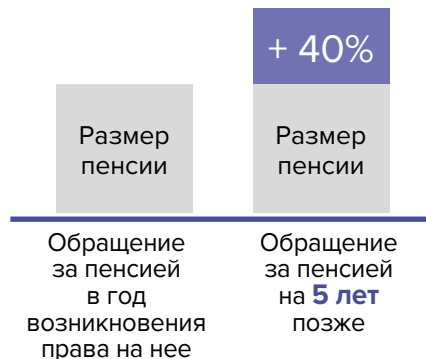 + 40%
Размер
пенсии
Размер
пенсии
Обращение
за пенсией
в год
возникновения
права на нее
Обращение
за пенсией
на 5 лет
позже